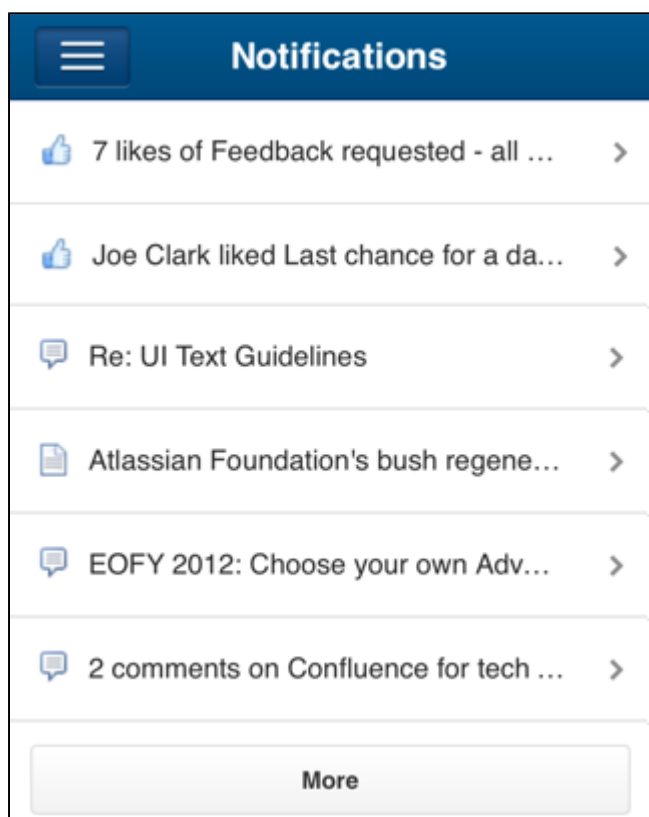 Notifications
7 likes of Feedback requested - all ...
Joe Clark liked Last chance for a da...
Re: UI Text Guidelines
Atlassian Foundation's bush regene...
EOFY 2012: Choose your own Adv...
2 comments on Confluence for tech ...
More